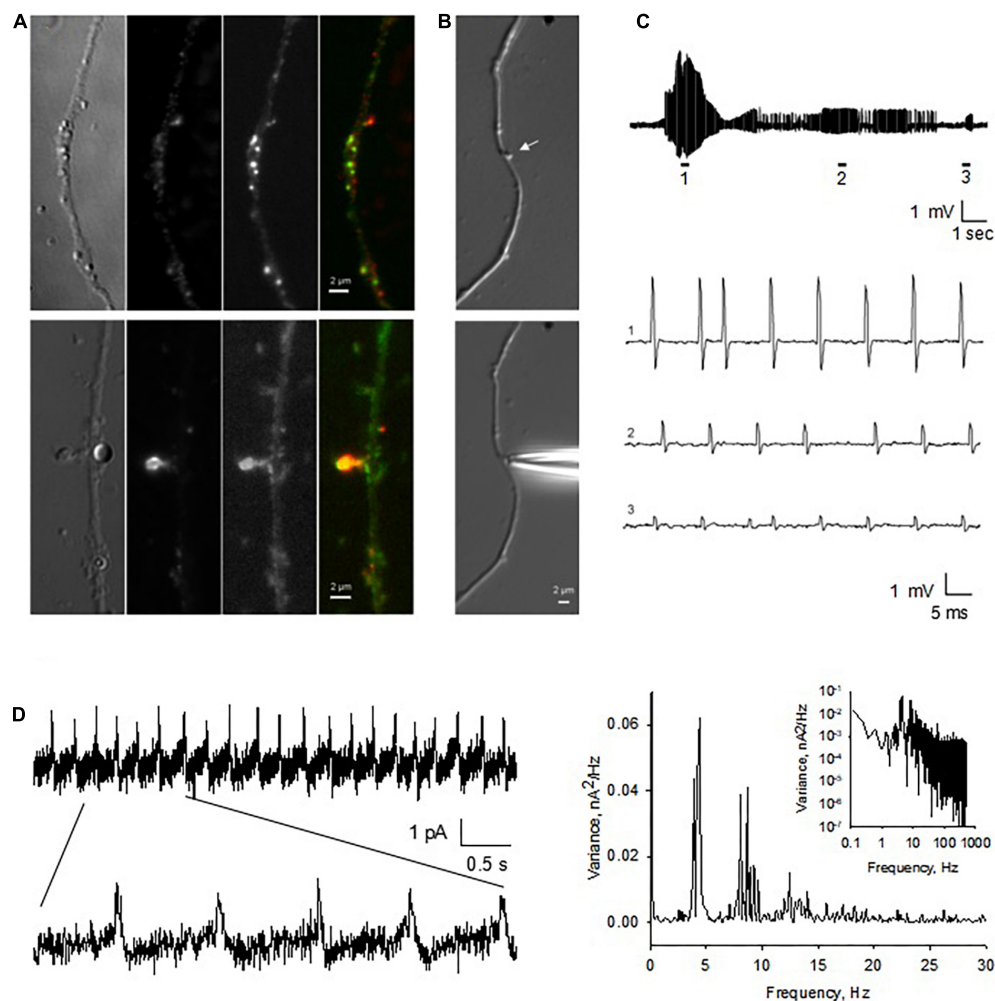 A
B
C
1
2
3
1 mV
1 sec
2 µm
1
2
3
2 µm
2 µm
1 mV
5 ms
D
1 pA
0.5 s
Variance, nA2/Hz
0.06
0.04
0.02
0.00
0 5 10 15 20 25 30
Frequency, Hz
Variance, nA2/Hz
10-1
10-2
10-3
10-4
10-5
10-6
10-7
0.1 1 10 100 1000
Frequency, Hz